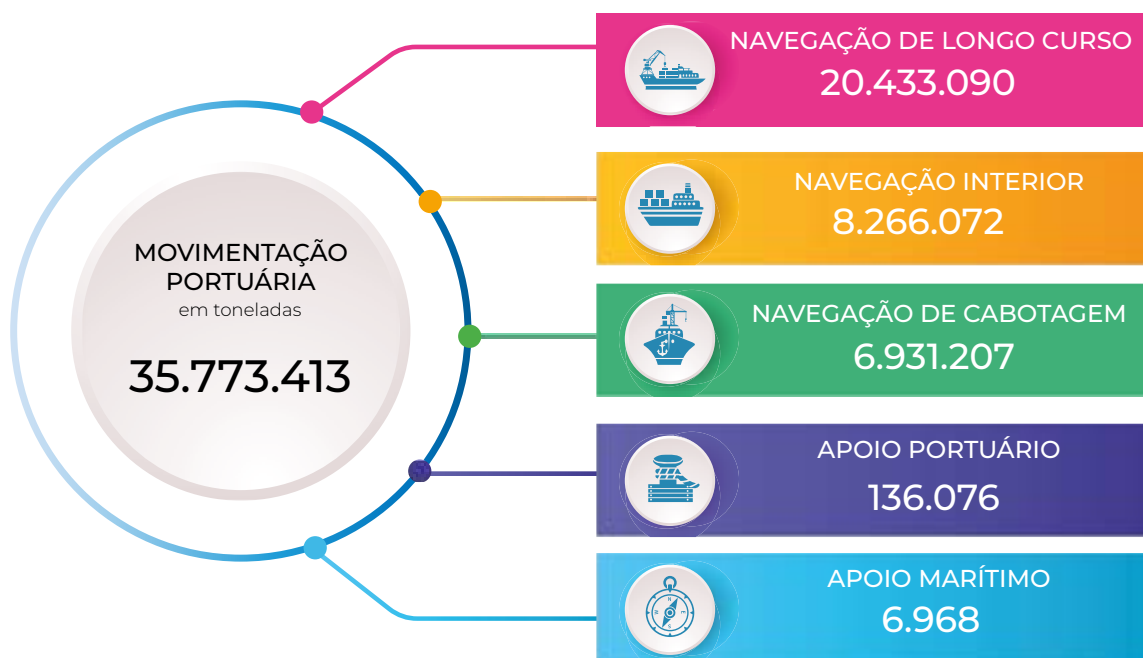 MOVIMENTAÇÃO
PORTUÁRIA
em toneladas
35.773.413
NAVEGAÇÃO DE LONGO CURSO
20.433.090
NAVEGAÇÃO INTERIOR
8.266.072
NAVEGAÇÃO DE CABOTAGEM
6.931.207
APOIO PORTUÁRIO
136.076
APOIO MARÍTIMO
6.968
N
W
E
S